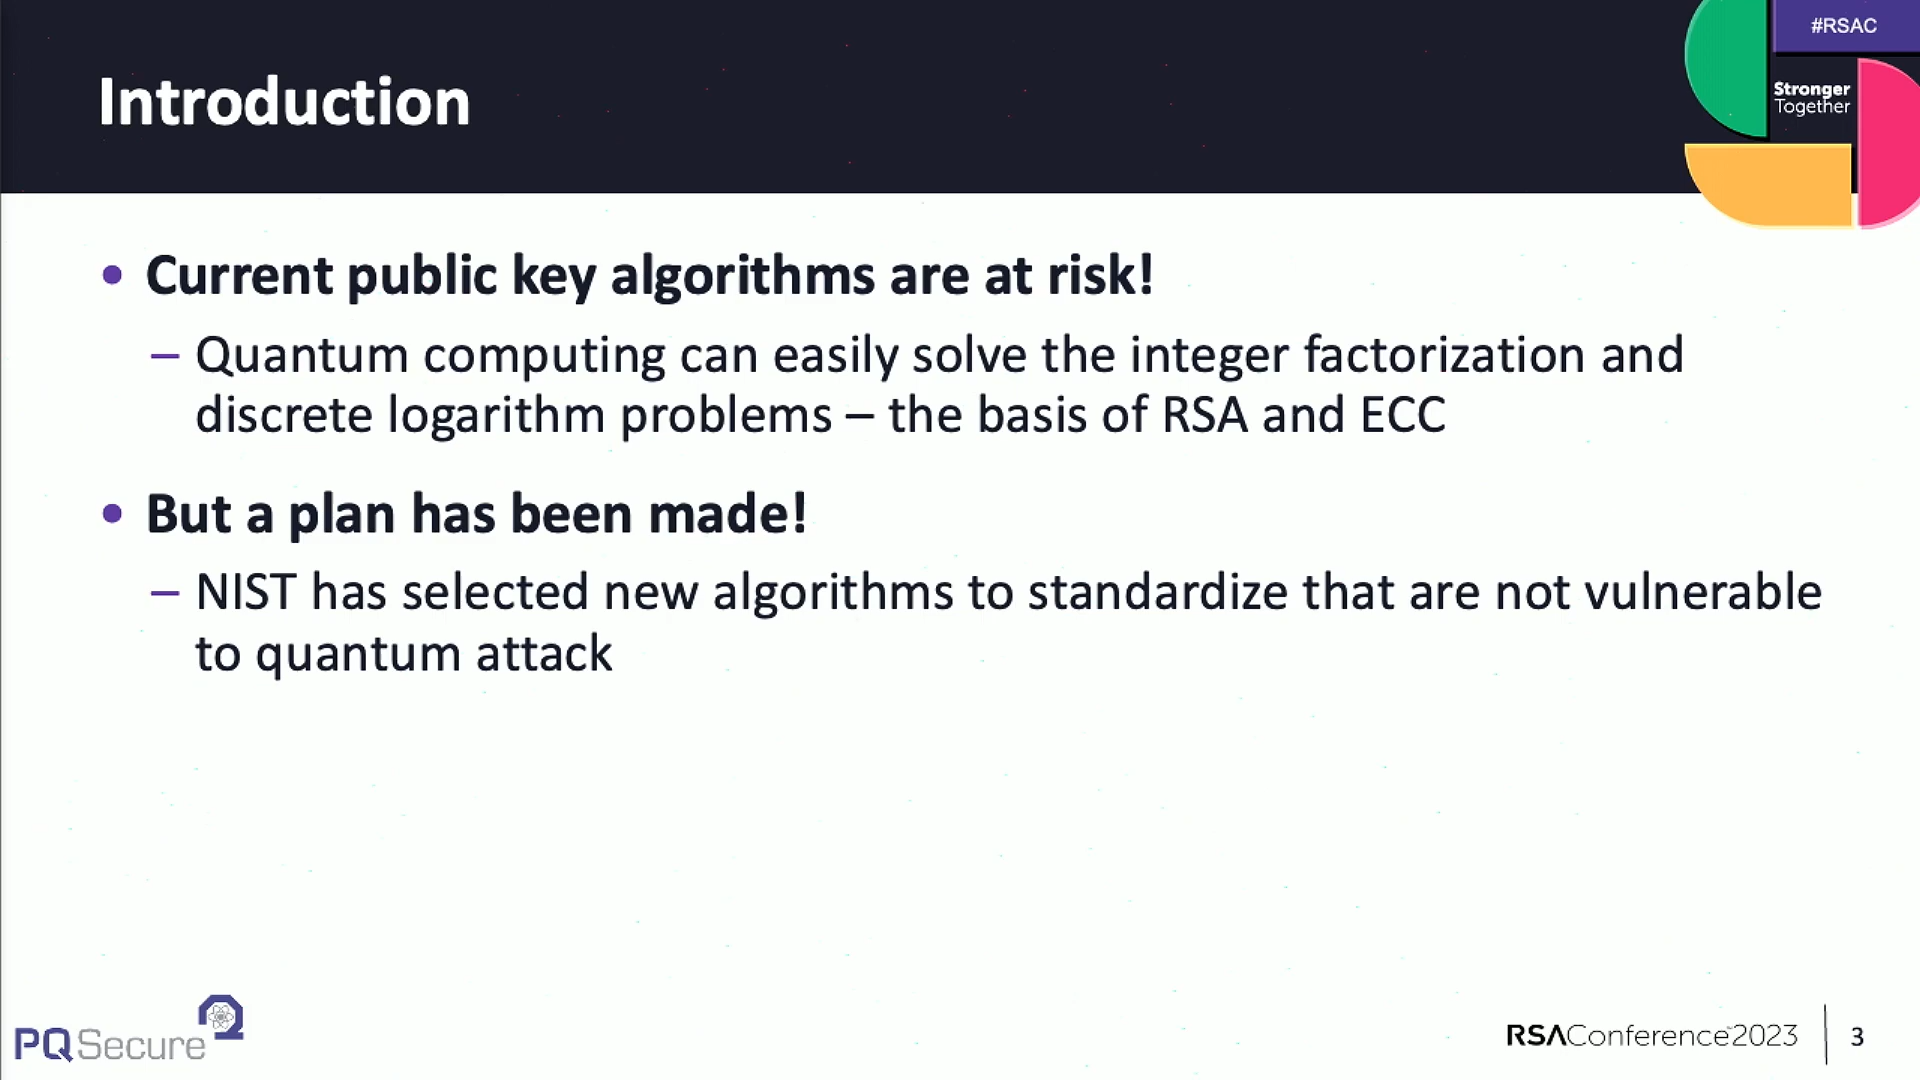 #RSAC
Introduction
Stronger
Together
• Current public key algorithms are at risk!
– Quantum computing can easily solve the integer factorization and
discrete logarithm problems – the basis of RSA and ECC
• But a plan has been made!
– NIST has selected new algorithms to standardize that are not vulnerable
to quantum attack
PQSecure
RSAConference™2023
3